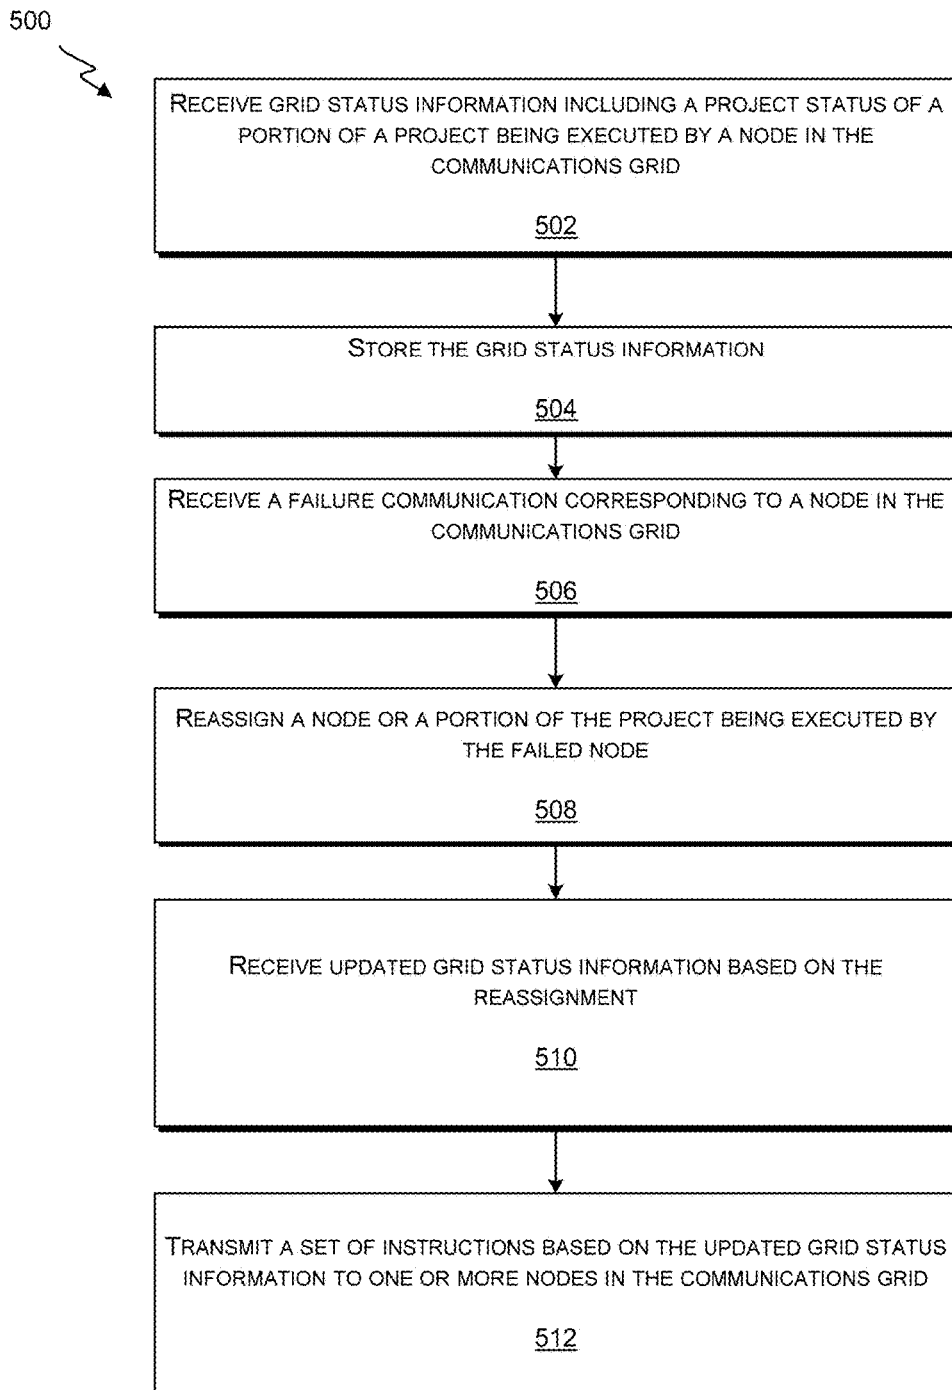 500
RECEIVE GRID STATUS INFORMATION INCLUDING A PROJECT STATUS OF A
PORTION OF A PROJECT BEING EXECUTED BY A NODE IN THE
COMMUNICATIONS GRID
502
STORE THE GRID STATUS INFORMATION
504
RECEIVE A FAILURE COMMUNICATION CORRESPONDING TO A NODE IN THE
COMMUNICATIONS GRID
506
REASSIGN A NODE OR A PORTION OF THE PROJECT BEING EXECUTED BY
THE FAILED NODE
508
RECEIVE UPDATED GRID STATUS INFORMATION BASED ON THE
REASSIGNMENT
510
TRANSMIT A SET OF INSTRUCTIONS BASED ON THE UPDATED GRID STATUS
INFORMATION TO ONE OR MORE NODES IN THE COMMUNICATIONS GRID
512